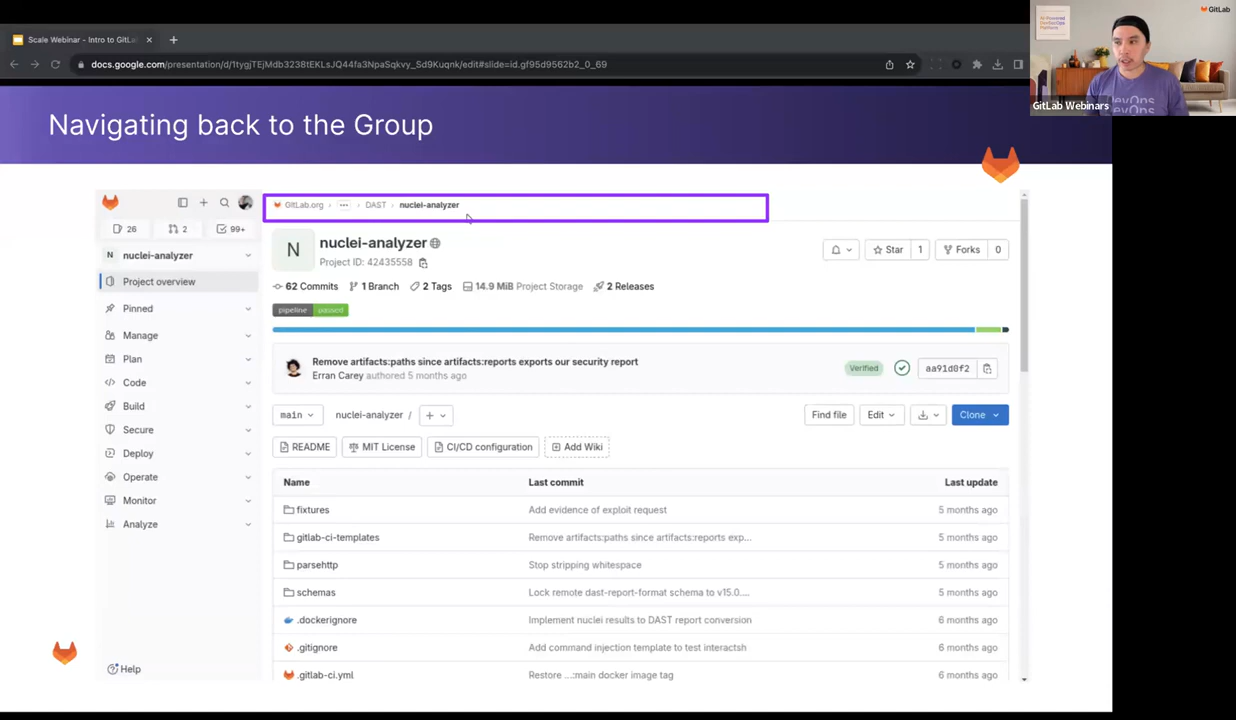 Scale Webinar - Intro to GitLa
docs.google.com/presentation/d/1tygjTEjMdb3238tEKLsJQ44fa3NpaSqkvy_Sd9Kuqnk/edit#slide=id.gf95d9562b2_0_69
GitLab
AI-Powered
DevSecOps
Platform
DevOps
DevOps
GitLab Webinars
Navigating back to the Group
GitLab.org › ··· › DAST › nuclei-analyzer
26 2 99+
N nuclei-analyzer
Project overview
Pinned
Manage
Plan
Code
Build
Secure
Deploy
Operate
Monitor
Analyze
Help
N
nuclei-analyzer
Project ID: 42435558
Star 1 Forks 0
62 Commits 1 Branch 2 Tags 14.9 MiB Project Storage 2 Releases
pipeline passed
Remove artifacts:paths since artifacts:reports exports our security report
Erran Carey authored 5 months ago
Verified aa91d0f2
main nuclei-analyzer / + Find file Edit Clone
README MIT License CI/CD configuration Add Wiki
Name Last commit Last update
fixtures Add evidence of exploit request 5 months ago
gitlab-ci-templates Remove artifacts:paths since artifacts:reports exp... 5 months ago
parsehttp Stop stripping whitespace 5 months ago
schemas Lock remote dast-report-format schema to v15.0.... 5 months ago
.dockerignore Implement nuclei results to DAST report conversion 6 months ago
.gitignore Add command injection template to test interactsh 6 months ago
.gitlab-ci.yml Restore ...:main docker image tag 6 months ago